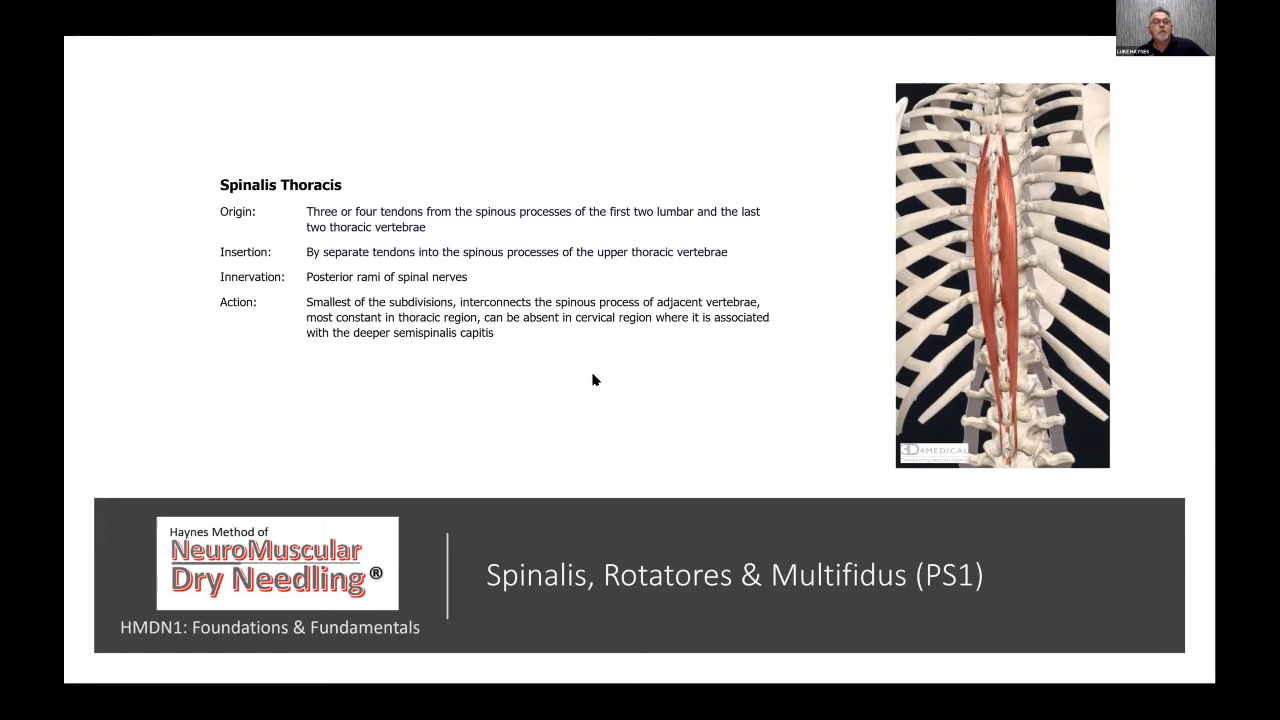 LUKE HAYNES
Spinalis Thoracis
Origin: Three or four tendons from the spinous processes of the first two lumbar and the last
two thoracic vertebrae
Insertion: By separate tendons into the spinous processes of the upper thoracic vertebrae
Innervation: Posterior rami of spinal nerves
Action: Smallest of the subdivisions, interconnects the spinous process of adjacent vertebrae,
most constant in thoracic region, can be absent in cervical region where it is associated
with the deeper semispinalis capitis
3D4MEDICAL
Haynes Method of
NeuroMuscular
Dry Needling®
HMDN1: Foundations & Fundamentals
Spinalis, Rotatores & Multifidus (PS1)